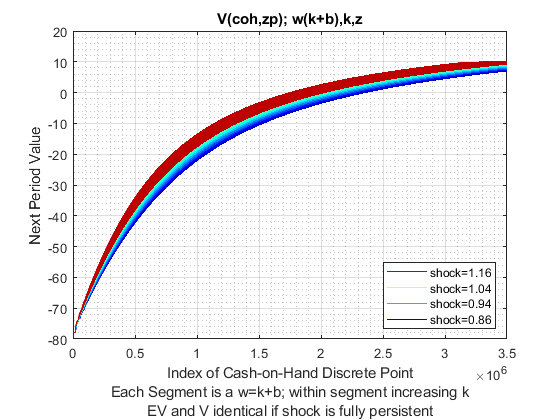 V(coh,zp); w(k+b),k,z
Next Period Value
20
10
0
-10
-20
-30
-40
-50
-60
-70
-80
shock=1.16
shock=1.04
shock=0.94
shock=0.86
0 0.5 1 1.5 2 2.5 3 3.5
×10^6
Index of Cash-on-Hand Discrete Point
Each Segment is a w=k+b; within segment increasing k
EV and V identical if shock is fully persistent